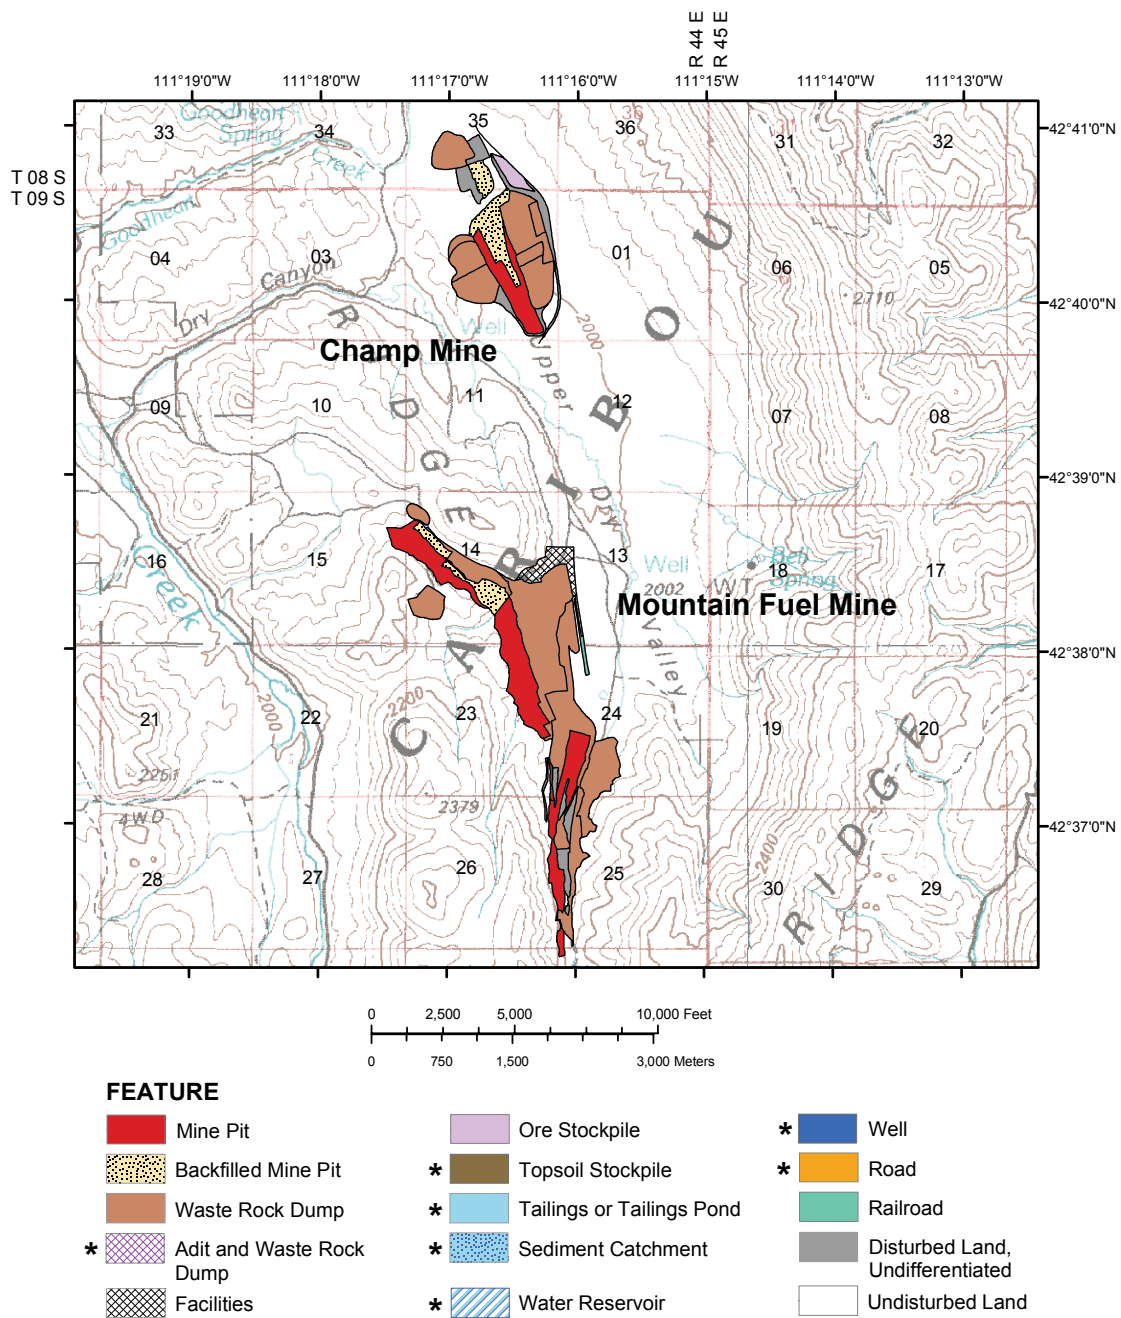 R 44 E
R 45 E
111°19'0"W 111°18'0"W 111°17'0"W 111°16'0"W 111°15'W 111°14'0"W 111°13'0"W
33 Goodheart Spring 34 35 36 36 31 32 42°41'0"N
Creek
T 08 S
T 09 S
Goodheart
04 03 01 06 05
Canyon
2710 42°40'0"N
Dry
Well 2000
Champ Mine
Upper
09 10 11 12 07 08
42°39'0"N
Dry
16 15 14 13 18 17
Creek
Well
Bell
Spring
2002 WT
Mountain Fuel Mine
Valley
42°38'0"N
21 2000 22 2200 23 24 19 20
2251
4WD
2379
42°37'0"N
2400
28 27 26 25 30 29
CARIBOU
RIDGE
RIDGE
0 2,500 5,000 10,000 Feet
0 750 1,500 3,000 Meters
FEATURE
Mine Pit
Backfilled Mine Pit
Waste Rock Dump
* Adit and Waste Rock
Dump
Facilities
Ore Stockpile
* Topsoil Stockpile
* Tailings or Tailings Pond
* Sediment Catchment
* Water Reservoir
* Well
* Road
Railroad
Disturbed Land,
Undifferentiated
Undisturbed Land